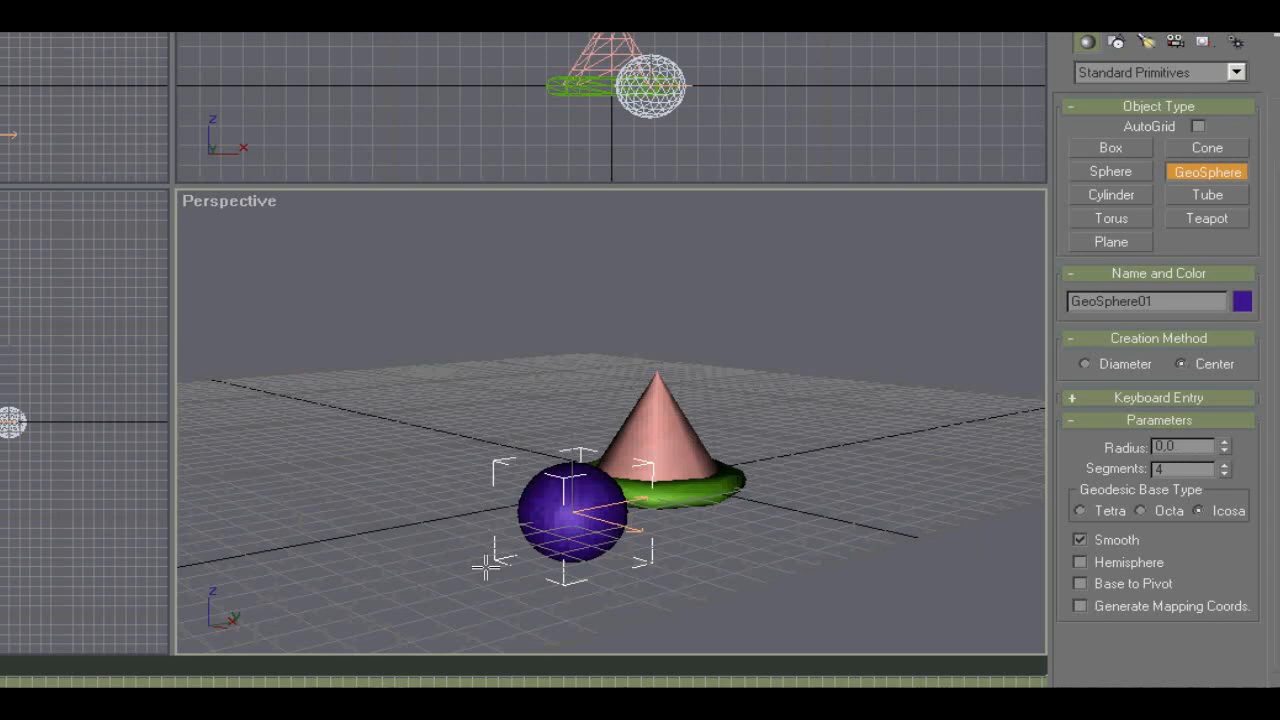 Standard Primitives
- Object Type
AutoGrid
Box Cone
Sphere GeoSphere
Cylinder Tube
Torus Teapot
Plane
Z
Y X
Perspective
- Name and Color
GeoSphere01
- Creation Method
Diameter Center
+ Keyboard Entry
- Parameters
Radius: 0,0
Segments: 4
Geodesic Base Type
Tetra Octa Icosa
Smooth
Hemisphere
Base to Pivot
Generate Mapping Coords.
Z
Y
X